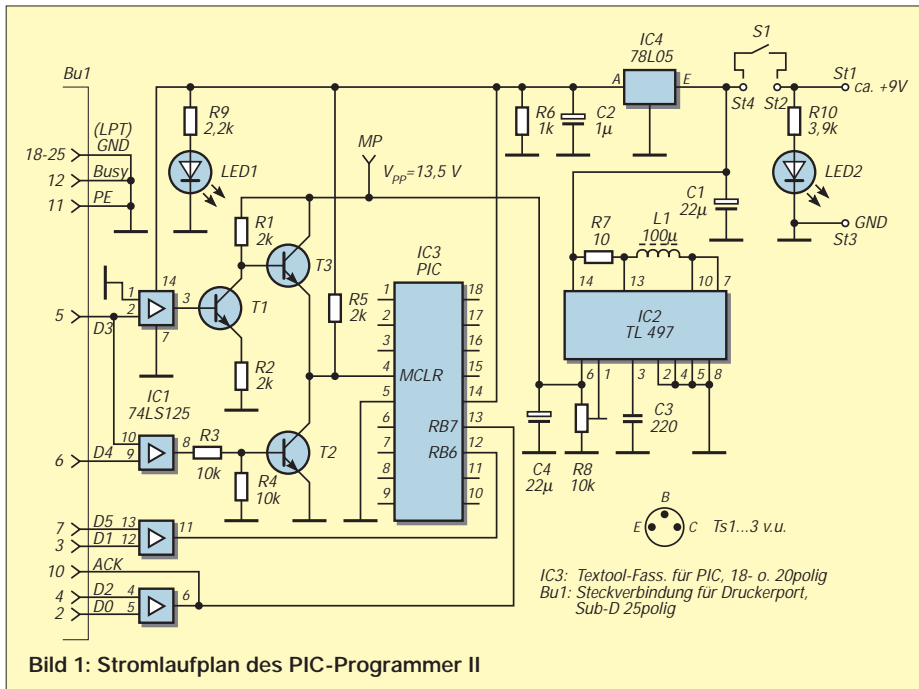 S1
IC4
78L05
A
E
St4
St2
St1
ca. +9V
Bu1
R9
2,2k
LED1
R6
1k
C2
1µ
R10
3,9k
LED2
(LPT)
GND
18-25
12
Busy
11
PE
MP
V_PP=13,5 V
C1
22µ
GND
St3
R1
2k
T3
R7
10
L1
100µ
IC3
PIC
14
1
2
3
7
T1
5
D3
R5
2k
R2
2k
1
2
3
4
5
6
7
8
9
MCLR
RB7
RB6
18
17
16
15
14
13
12
11
10
14
13
10
7
IC2
TL 497
6
1
3
2
4
5
8
IC1
74LS125
10
9
8
6
D4
R3
10k
R4
10k
T2
C4
22µ
R8
10k
C3
220
7
D5
13
3
D1
12
11
10
ACK
4
D2
4
2
D0
5
6
B
E
C
Ts1...3 v.u.
IC3: Textool-Fass. für PIC, 18- o. 20polig
Bu1: Steckverbindung für Druckerport,
Sub-D 25polig
Bild 1: Stromlaufplan des PIC-Programmer II